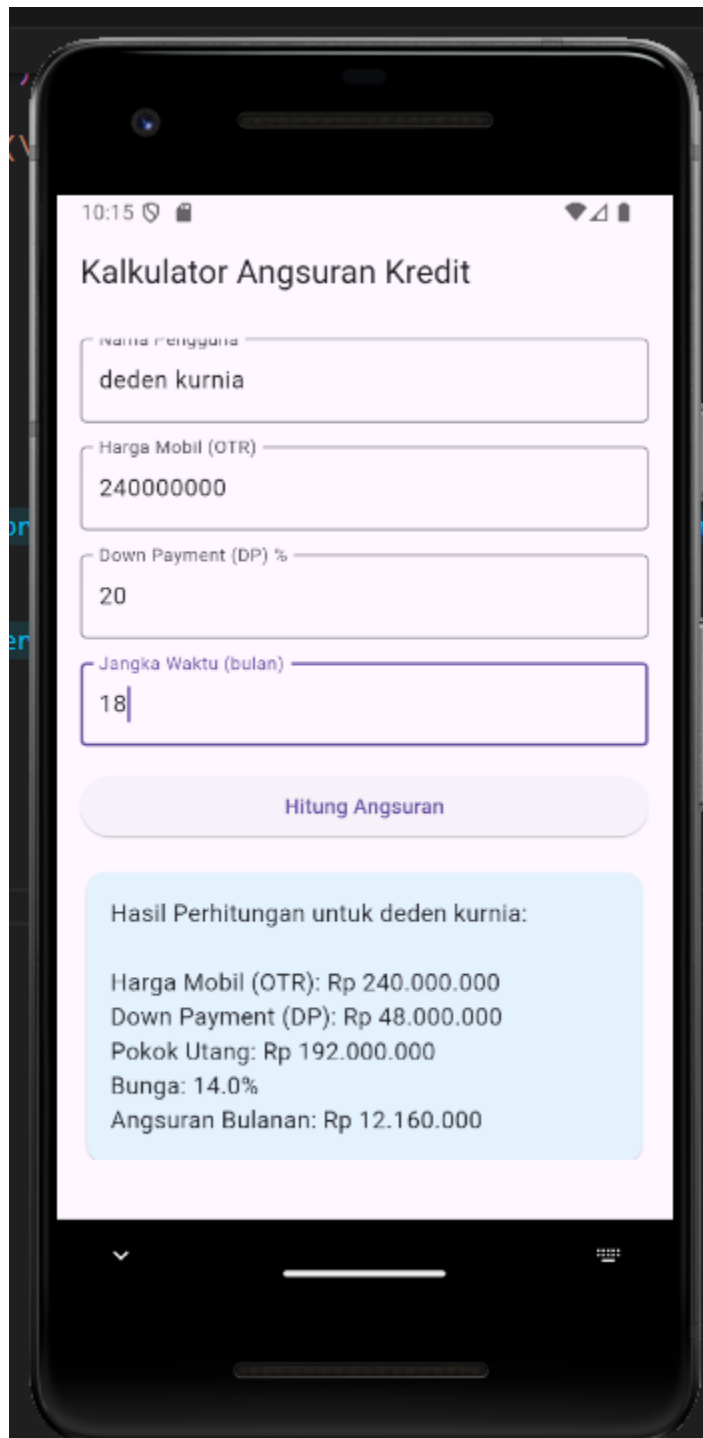 10:15
Kalkulator Angsuran Kredit
Nama Pengguna
deden kurnia
Harga Mobil (OTR)
240000000
Down Payment (DP) %
20
Jangka Waktu (bulan)
18
Hitung Angsuran
Hasil Perhitungan untuk deden kurnia:
Harga Mobil (OTR): Rp 240.000.000
Down Payment (DP): Rp 48.000.000
Pokok Utang: Rp 192.000.000
Bunga: 14.0%
Angsuran Bulanan: Rp 12.160.000